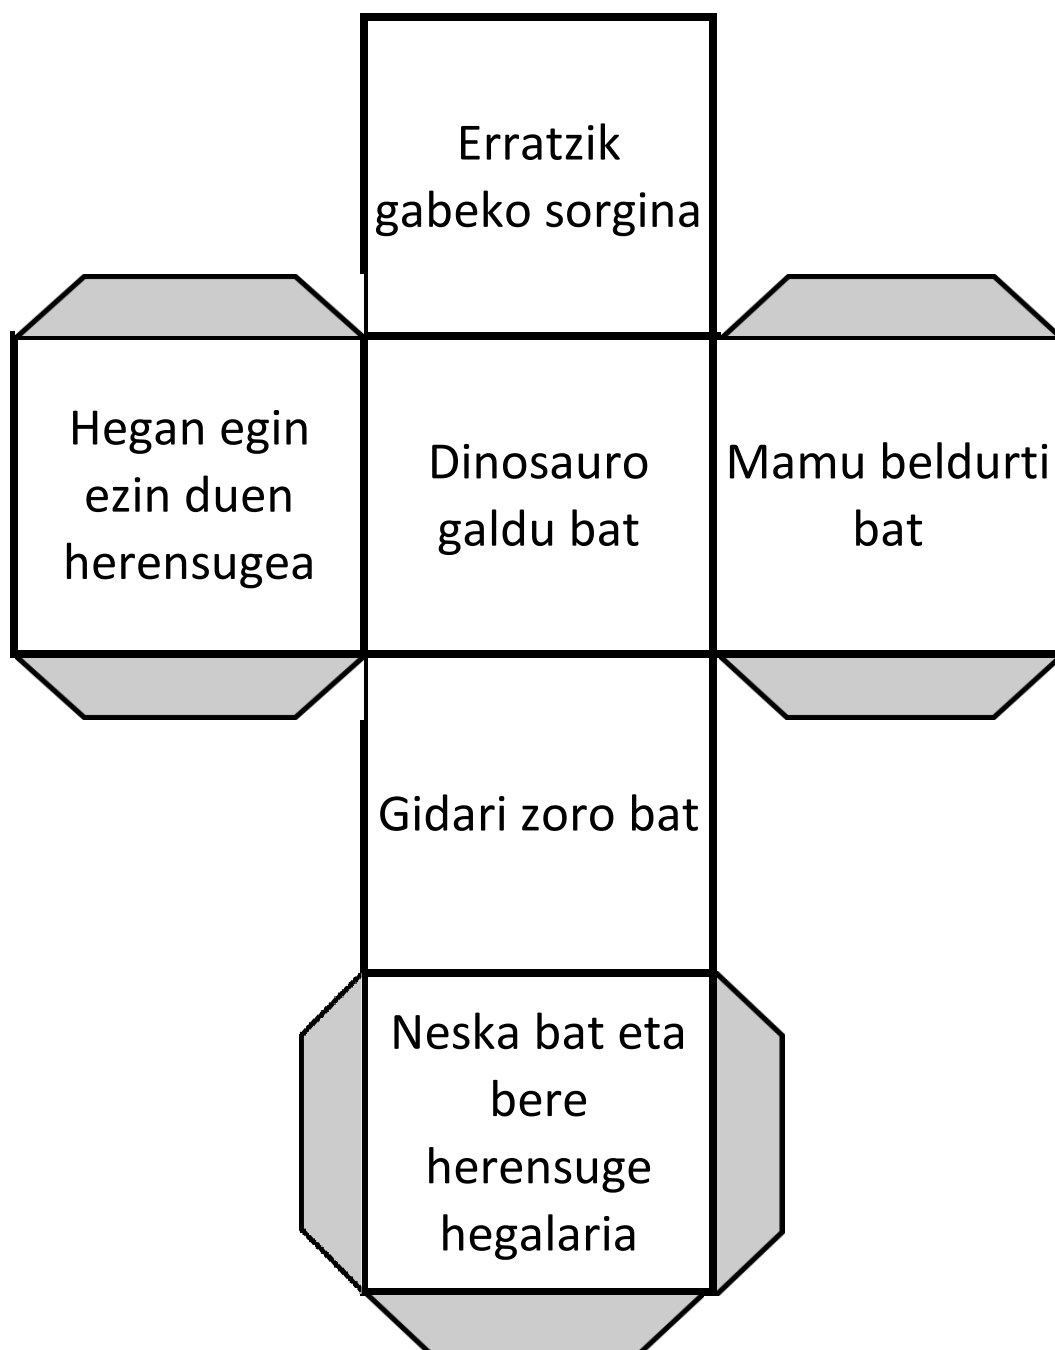 Erratzik
gabeko sorgina
Hegan egin
ezin duen
herensugea
Dinosauro
galdu bat
Mamu beldurti
bat
Gidari zoro bat
Neska bat eta
bere
herensuge
hegalaria